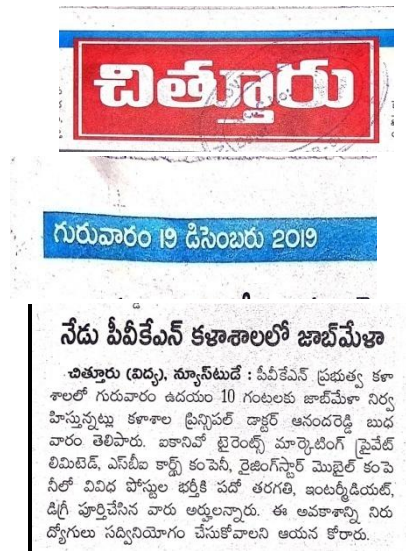 చిత్తూరు
గురువారం 19 డిసెంబరు 2019
నేడు పీవీకేఎన్ కళాశాలలో జాబ్‌మేళా
చిత్తూరు (విద్య), న్యూస్‌టుడే : పీవీకేఎన్ ప్రభుత్వ కళా
శాలలో గురువారం ఉదయం 10 గంటలకు జాబ్‌మేళా నిర్వ
హిస్తున్నట్లు కళాశాల ప్రిన్సిపల్ డాక్టర్ ఆనందరెడ్డి బుధ
వారం తెలిపారు. ఐకానివో టైరెంట్స్ మార్కెటింగ్ ప్రైవేట్
లిమిటెడ్, ఎస్‌బీఐ కార్డ్స్ కంపెనీ, రైజింగ్‌స్టార్ మొబైల్ కంపె
నీలో వివిధ పోస్టుల భర్తీకి పదో తరగతి, ఇంటర్మీడియట్,
డిగ్రీ పూర్తిచేసిన వారు అర్హులన్నారు. ఈ అవకాశాన్ని నిరు
ద్యోగులు సద్వినియోగం చేసుకోవాలని ఆయన కోరారు.